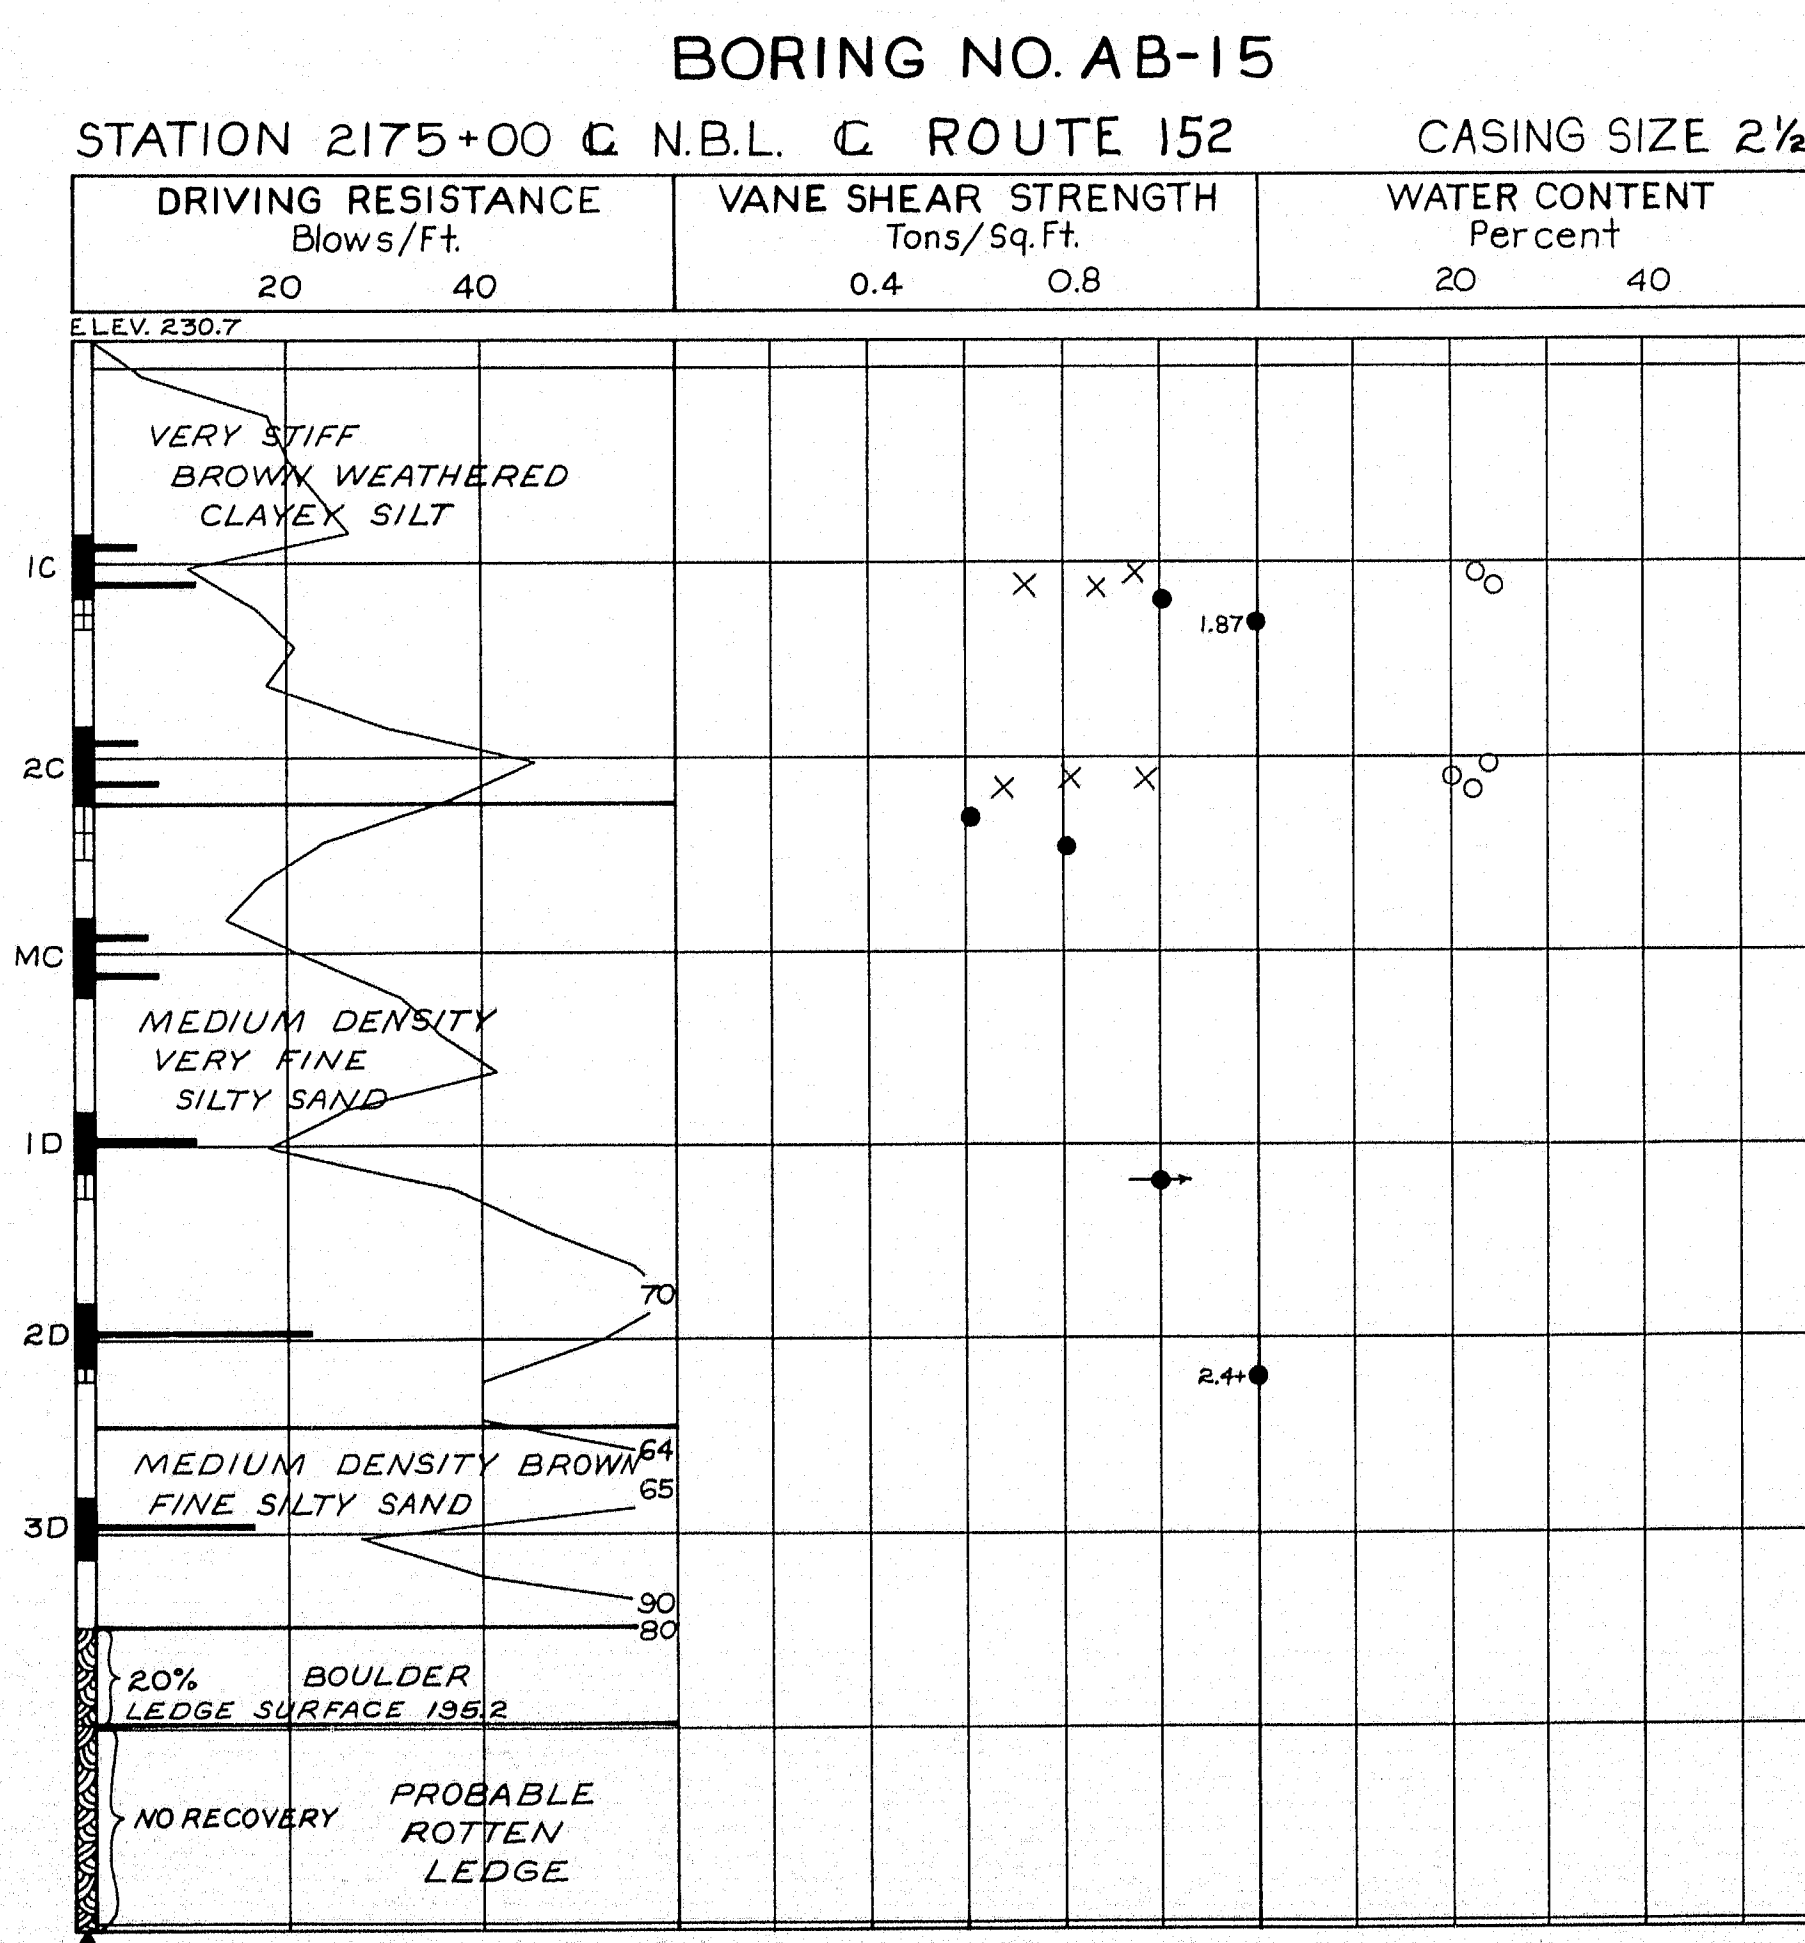 BORING NO. AB-15
STATION 2175+00 ℄ N.B.L. ℄ ROUTE 152 CASING SIZE 2½
DRIVING RESISTANCE VANE SHEAR STRENGTH WATER CONTENT
Blows/Ft. Tons/Sq.Ft. Percent
20 40 0.4 0.8 20 40
ELEV. 230.7
VERY STIFF
BROWN WEATHERED
CLAYEY SILT
1C
1.87
2C
MC
MEDIUM DENSITY
VERY FINE
SILTY SAND
1D
70
2D
2.4+
64
MEDIUM DENSITY BROWN
65
FINE SILTY SAND
3D
90
80
20% BOULDER
LEDGE SURFACE 195.2
PROBABLE
NO RECOVERY
ROTTEN
LEDGE